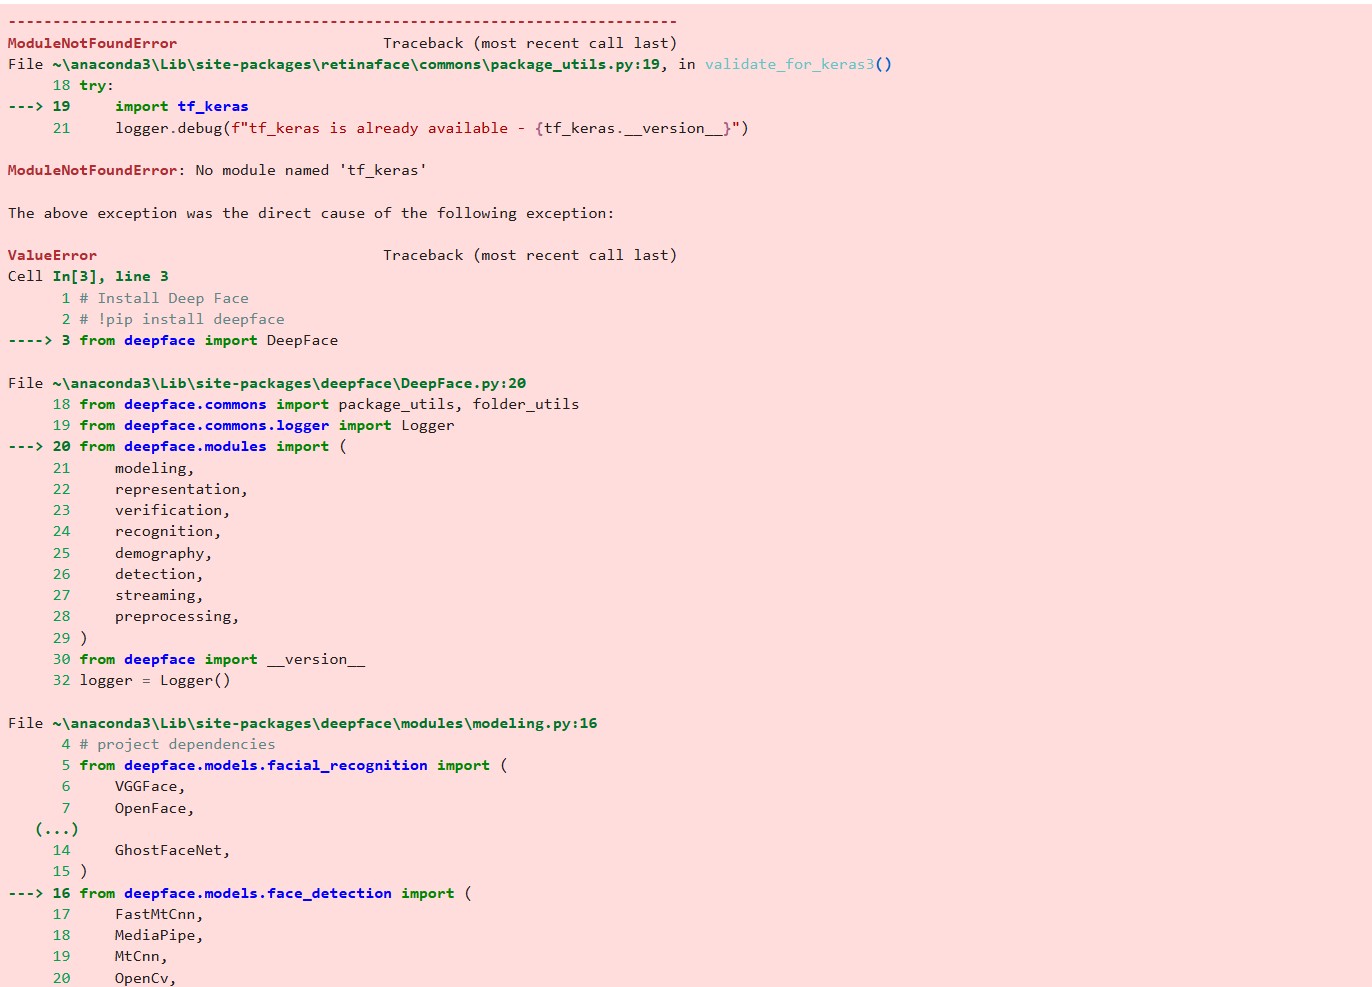 ---------------------------------------------------------------------------
ModuleNotFoundError                       Traceback (most recent call last)
File ~\anaconda3\Lib\site-packages\retinaface\commons\package_utils.py:19, in validate_for_keras3()
     18 try:
---> 19     import tf_keras
     21     logger.debug(f"tf_keras is already available - {tf_keras.__version__}")

ModuleNotFoundError: No module named 'tf_keras'

The above exception was the direct cause of the following exception:

ValueError                                Traceback (most recent call last)
Cell In[3], line 3
      1 # Install Deep Face
      2 # !pip install deepface
----> 3 from deepface import DeepFace

File ~\anaconda3\Lib\site-packages\deepface\DeepFace.py:20
     18 from deepface.commons import package_utils, folder_utils
     19 from deepface.commons.logger import Logger
---> 20 from deepface.modules import (
     21     modeling,
     22     representation,
     23     verification,
     24     recognition,
     25     demography,
     26     detection,
     27     streaming,
     28     preprocessing,
     29 )
     30 from deepface import __version__
     32 logger = Logger()

File ~\anaconda3\Lib\site-packages\deepface\modules\modeling.py:16
      4 # project dependencies
      5 from deepface.models.facial_recognition import (
      6     VGGFace,
      7     OpenFace,
   (...)
     14     GhostFaceNet,
     15 )
---> 16 from deepface.models.face_detection import (
     17     FastMtCnn,
     18     MediaPipe,
     19     MtCnn,
     20     OpenCv,